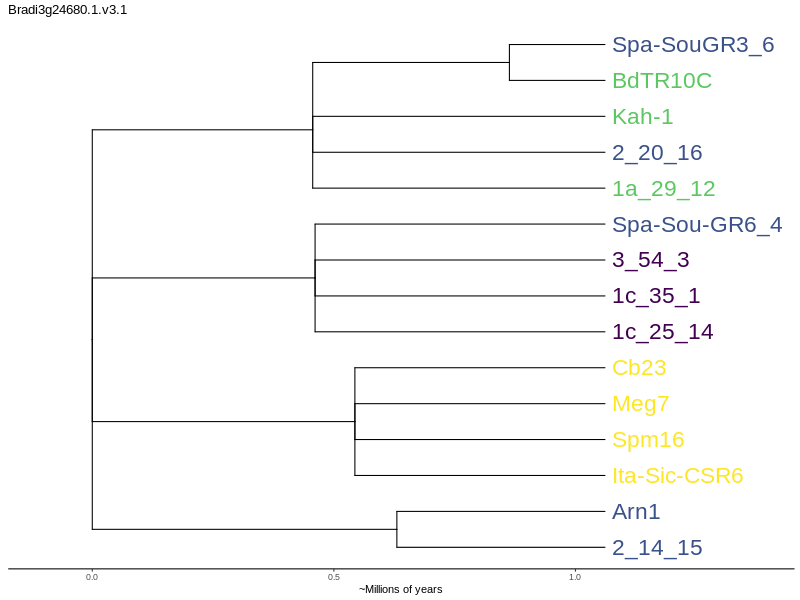 Bradi3g24680.1.v3.1
Spa-SouGR3_6
BdTR10C
Kah-1
2_20_16
1a_29_12
Spa-Sou-GR6_4
3_54_3
1c_35_1
1c_25_14
Cb23
Meg7
Spm16
Ita-Sic-CSR6
Arn1
2_14_15
0.0 0.5 1.0
~Millions of years